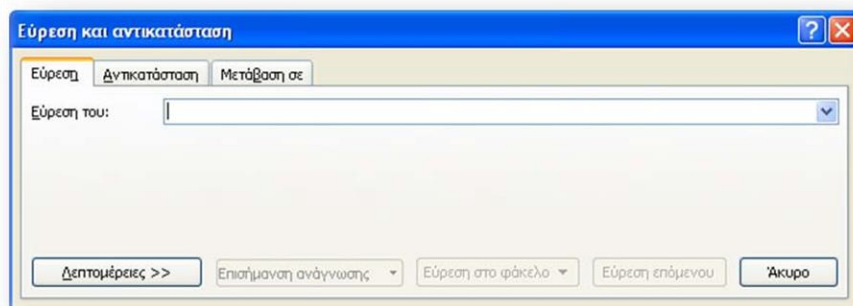 Εύρεση και αντικατάσταση
Εύρεση Αντικατάσταση Μετάβαση σε
Εύρεση του:
Λεπτομέρειες >> Επισήμανση ανάγνωσης Εύρεση στο φάκελο Εύρεση επόμενου Άκυρο